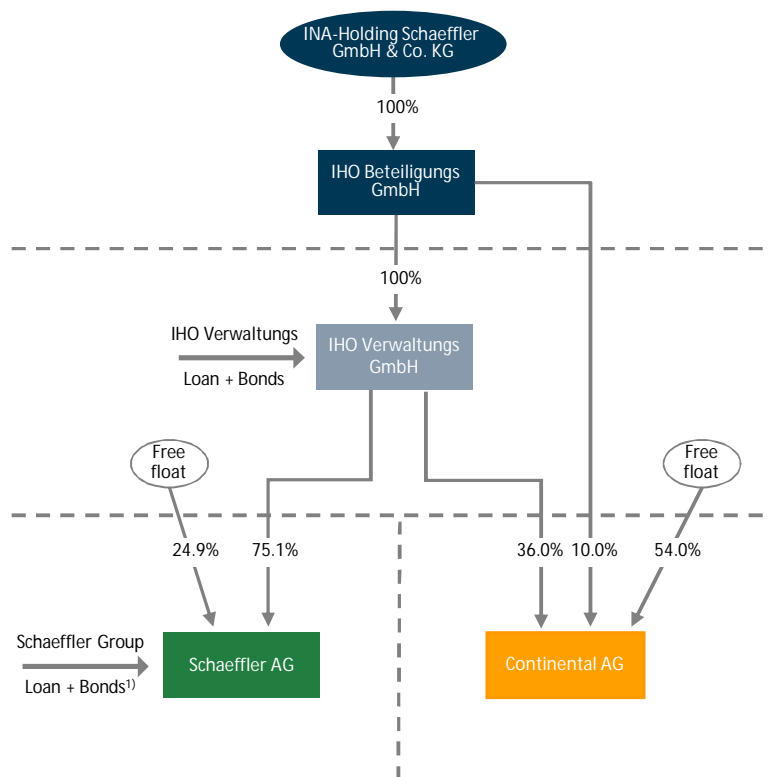 INA-Holding Schaeffler
GmbH & Co. KG
100%
IHO Beteiligungs
GmbH
100%
IHO Verwaltungs
Loan + Bonds
IHO Verwaltungs
GmbH
Free
float
Free
float
24.9%
75.1%
36.0%
10.0%
54.0%
Schaeffler Group
Loan + Bonds¹⁾
Schaeffler AG
Continental AG